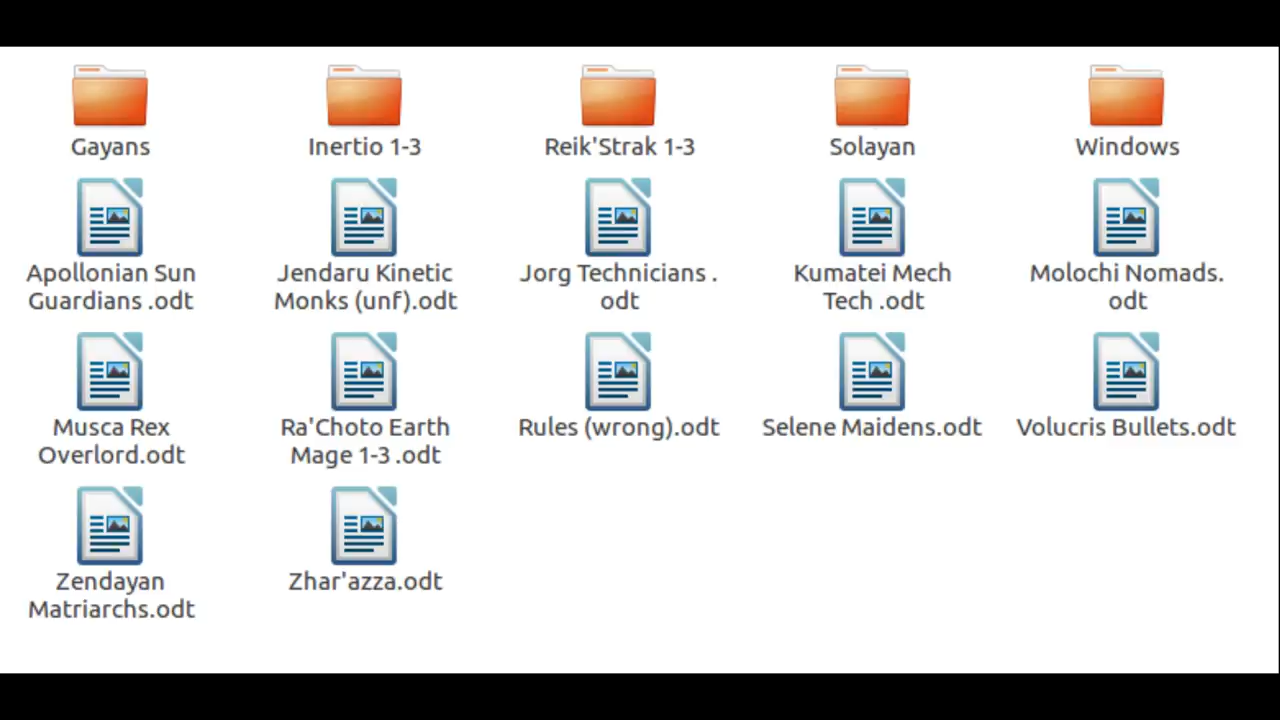 Gayans
Inertio 1-3
Reik'Strak 1-3
Solayan
Windows
Apollonian Sun
Guardians .odt
Jendaru Kinetic
Monks (unf).odt
Jorg Technicians .
odt
Kumatei Mech
Tech .odt
Molochi Nomads.
odt
Musca Rex
Overlord.odt
Ra'Choto Earth
Mage 1-3 .odt
Rules (wrong).odt
Selene Maidens.odt
Volucris Bullets.odt
Zendayan
Matriarchs.odt
Zhar'azza.odt